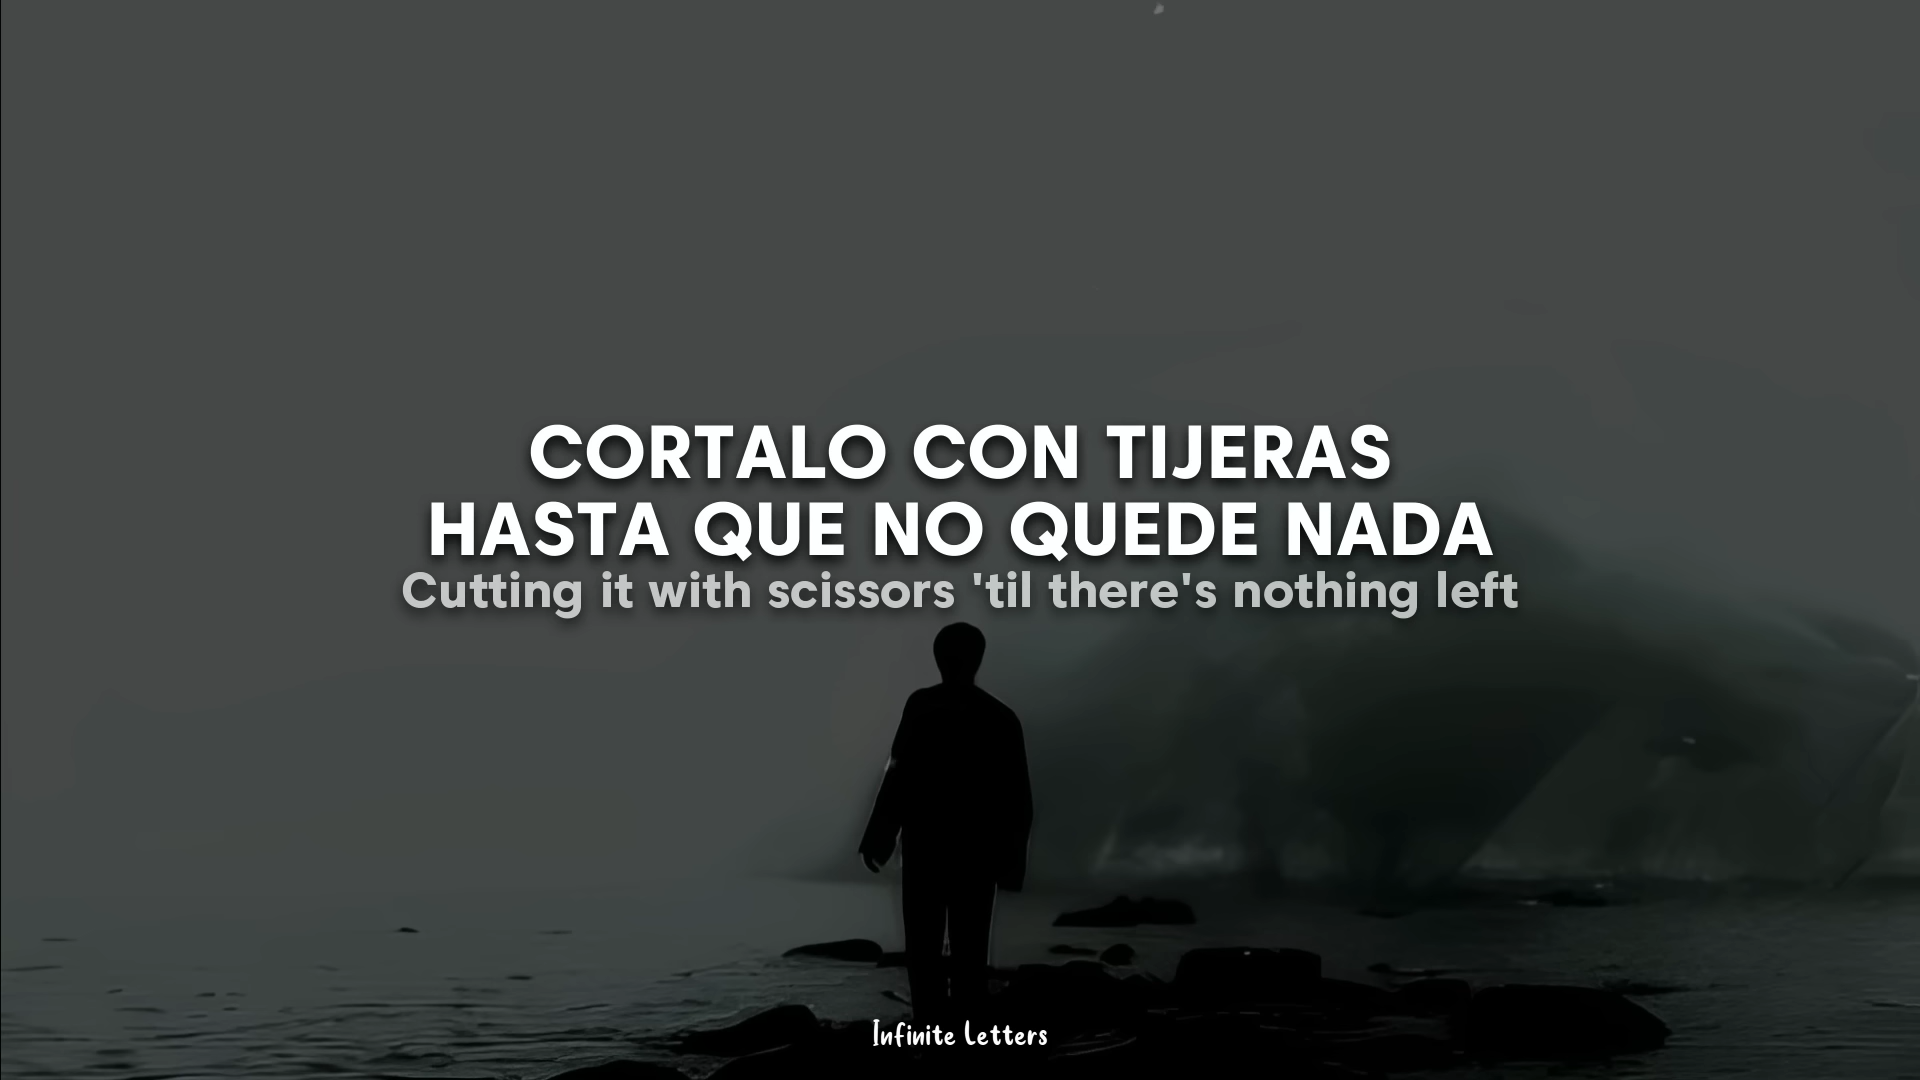 CORTALO CON TIJERAS
HASTA QUE NO QUEDE NADA
Cutting it with scissors 'til there's nothing left
Infinite Letters